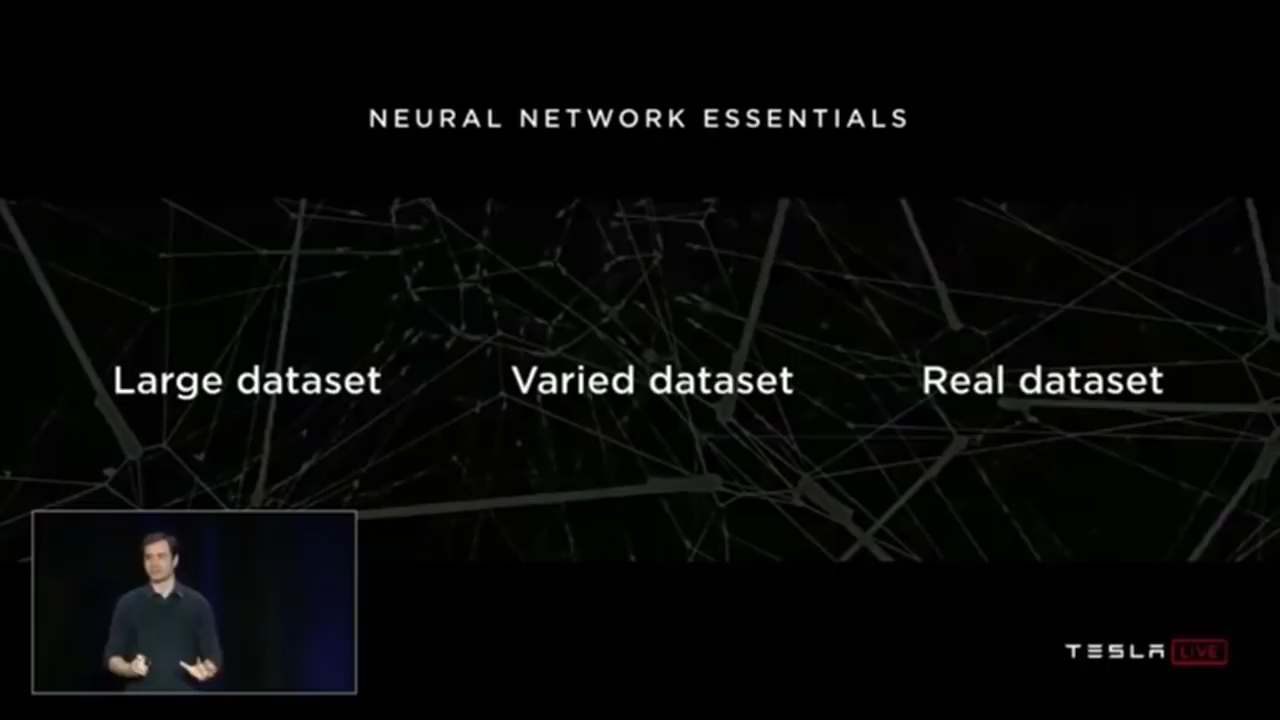 NEURAL NETWORK ESSENTIALS
Large dataset
Varied dataset
Real dataset
TESLA LIVE